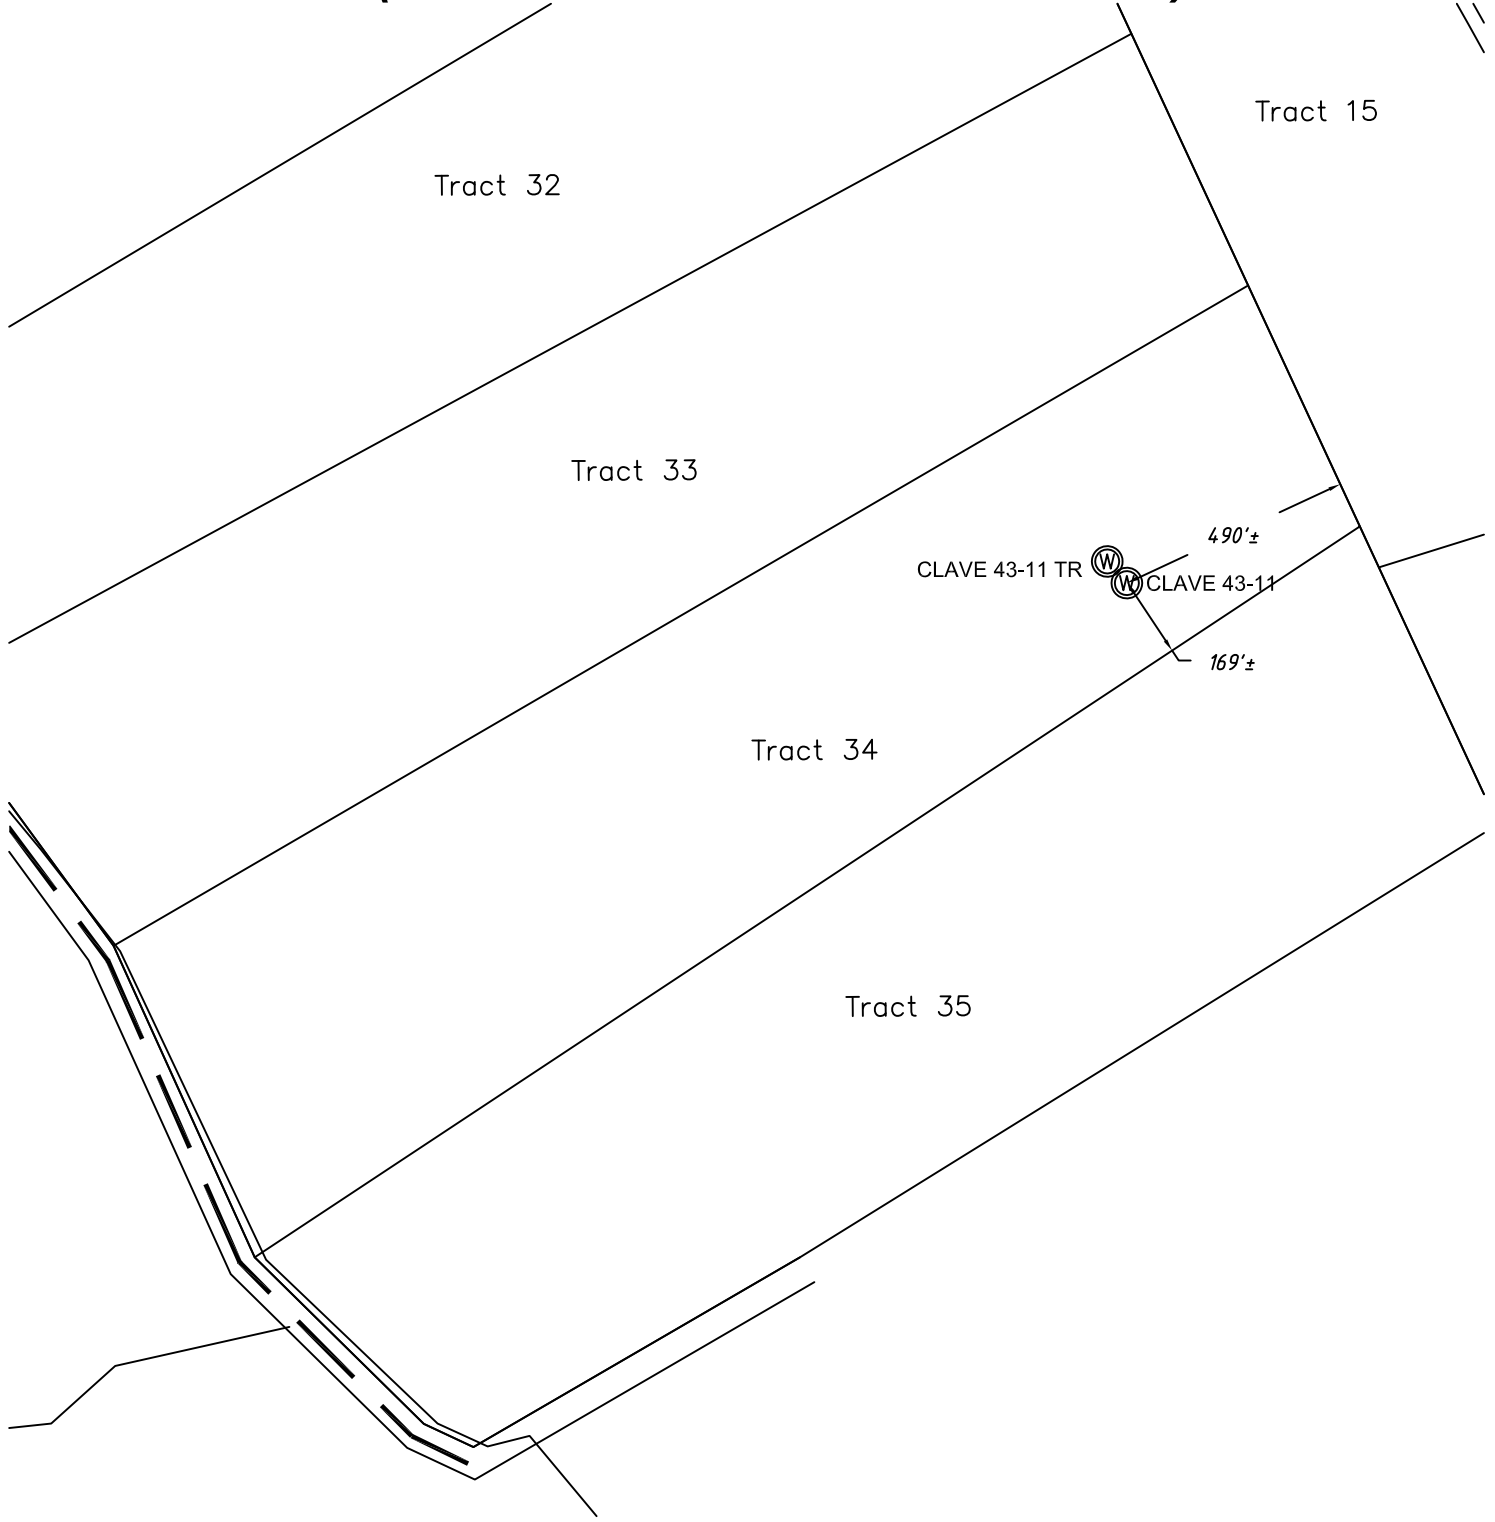 Tract 15
Tract 32
Tract 33
490'±
W
CLAVE 43-11 TR
W
CLAVE 43-11
169'±
Tract 34
Tract 35